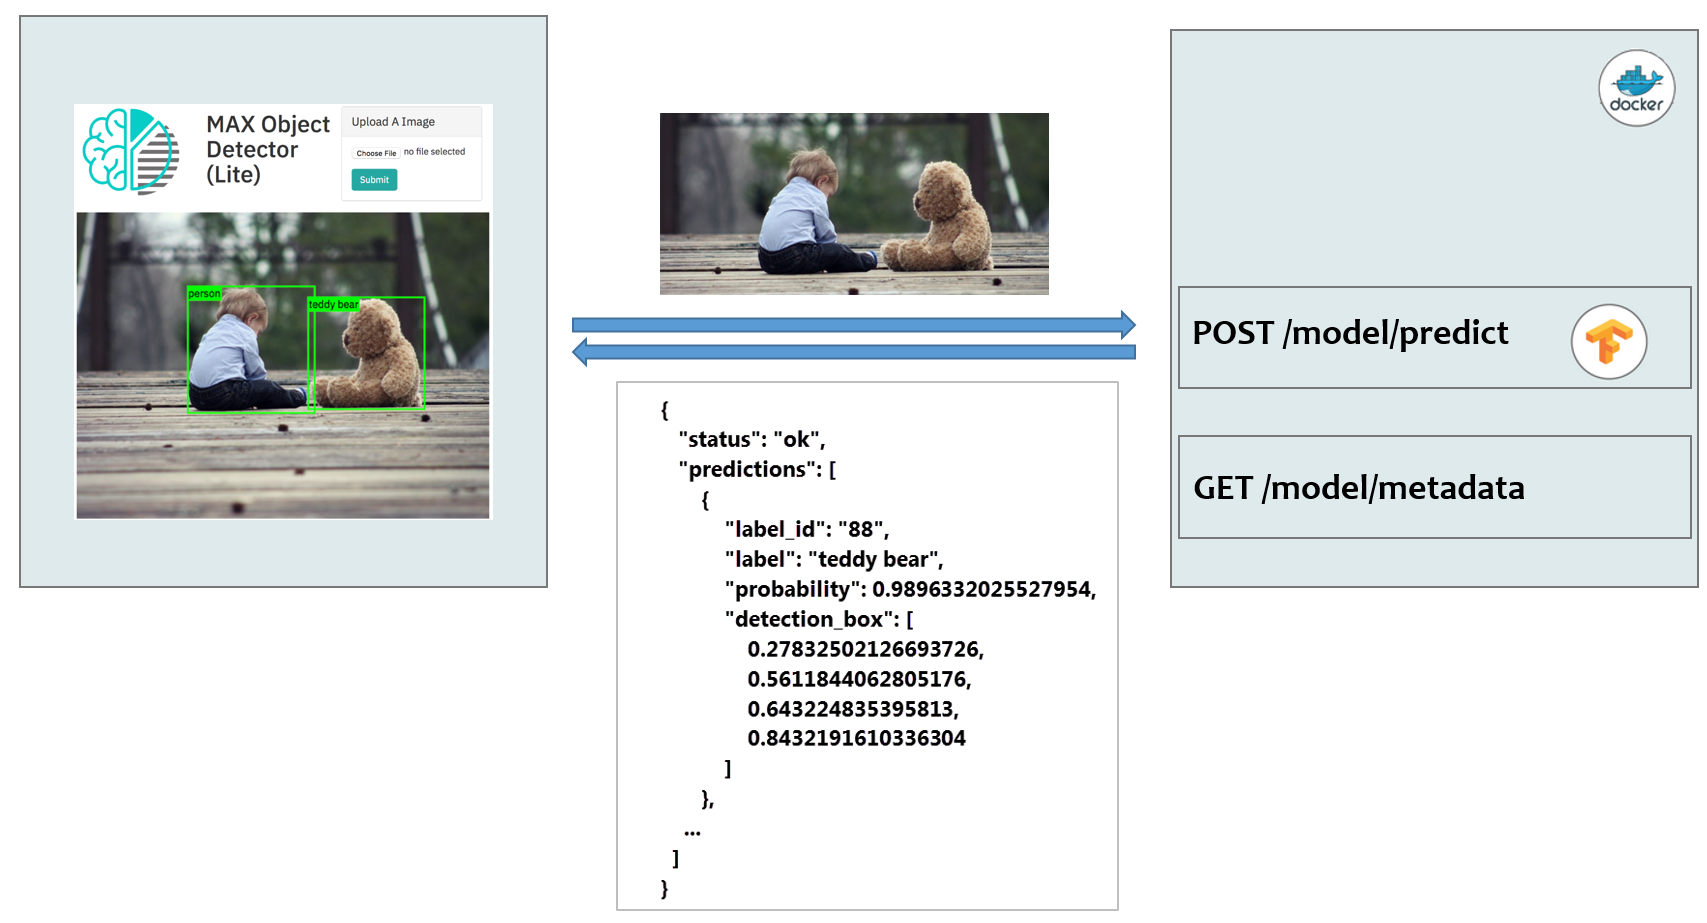 MAX Object
Detector
(Lite)
Upload A Image
Choose File no file selected
Submit
person
teddy bear
{
"status": "ok",
"predictions": [
{
"label_id": "88",
"label": "teddy bear",
"probability": 0.9896332025527954,
"detection_box": [
0.27832502126693726,
0.5611844062805176,
0.643224835395813,
0.8432191610336304
]
},
...
]
}
docker
POST /model/predict
GET /model/metadata